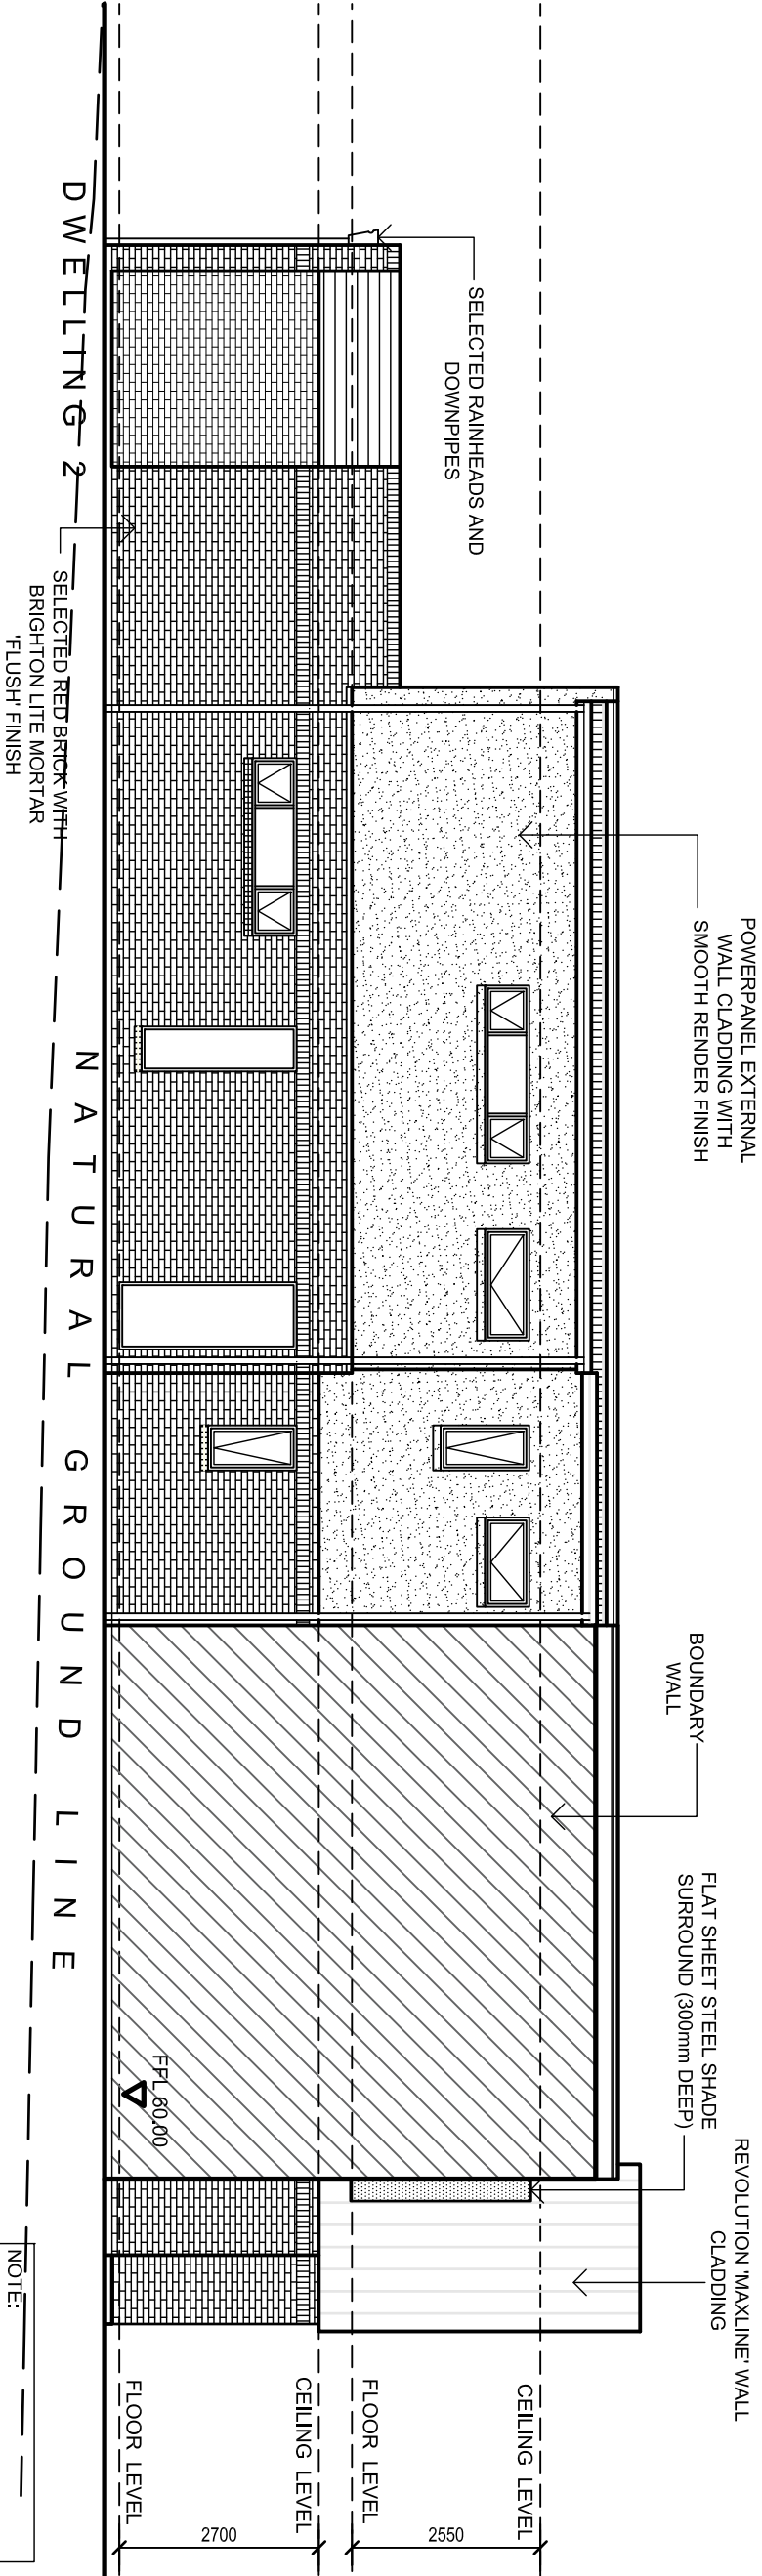 SELECTED RAINHEADS AND
DOWNPIPES
POWERPANEL EXTERNAL
WALL CLADDING WITH
SMOOTH RENDER FINISH
BOUNDARY
WALL
FLAT SHEET STEEL SHADE
SURROUND (300mm DEEP)
REVOLUTION 'MAXLINE' WALL
CLADDING
CEILING LEVEL
2550
FLOOR LEVEL
CEILING LEVEL
2700
FLOOR LEVEL
FFL 60.00
DWELLING 2
SELECTED RED BRICK WITH
BRIGHTON LITE MORTAR
'FLUSH' FINISH
NATURAL GROUND LINE
NOTE: